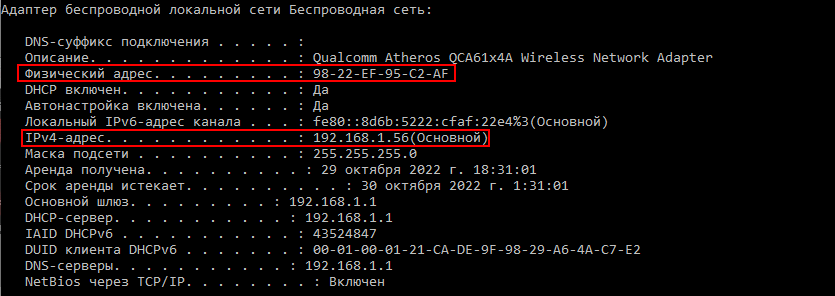 Адаптер беспроводной локальной сети Беспроводная сеть:
DNS-суффикс подключения . . . . . :
Описание. . . . . . . . . . . . . : Qualcomm Atheros QCA61x4A Wireless Network Adapter
Физический адрес. . . . . . . . . : 98-22-EF-95-C2-AF
DHCP включен. . . . . . . . . . . : Да
Автонастройка включена. . . . . . : Да
Локальный IPv6-адрес канала . . . : fe80::8d6b:5222:cfaf:22e4%3(Основной)
IPv4-адрес. . . . . . . . . . . . : 192.168.1.56(Основной)
Маска подсети . . . . . . . . . . : 255.255.255.0
Аренда получена. . . . . . . . . . : 29 октября 2022 г. 18:31:01
Срок аренды истекает. . . . . . . . . . : 30 октября 2022 г. 1:31:01
Основной шлюз. . . . . . . . . : 192.168.1.1
DHCP-сервер. . . . . . . . . . . : 192.168.1.1
IAID DHCPv6 . . . . . . . . . . . : 43524847
DUID клиента DHCPv6 . . . . . . . : 00-01-00-01-21-CA-DE-9F-98-29-A6-4A-C7-E2
DNS-серверы. . . . . . . . . . . : 192.168.1.1
NetBios через TCP/IP. . . . . . . . : Включен